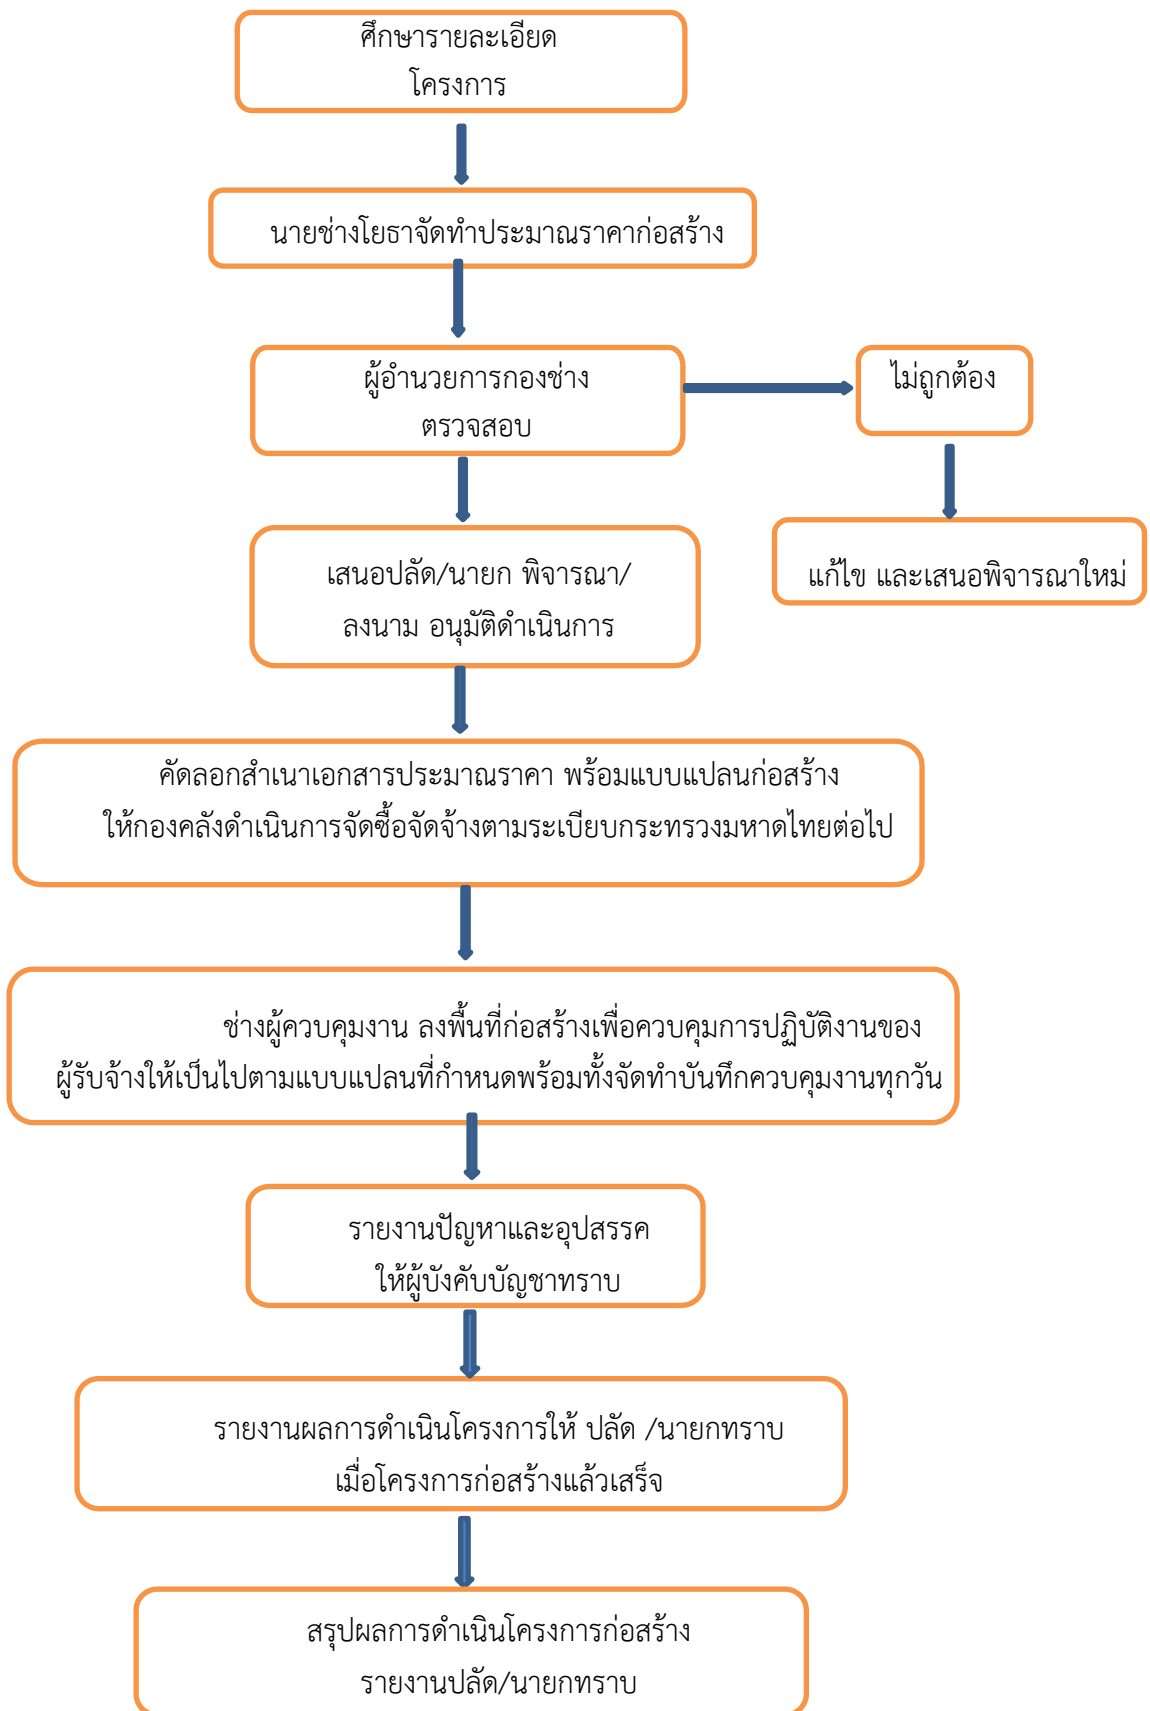 ศึกษารายละเอียด
โครงการ
นายช่างโยธาจัดทำประมาณราคาก่อสร้าง
ผู้อำนวยการกองช่าง
ตรวจสอบ
ไม่ถูกต้อง
แก้ไข และเสนอพิจารณาใหม่
เสนอปลัด/นายก พิจารณา/
ลงนาม อนุมัติดำเนินการ
คัดลอกสำเนาเอกสารประมาณราคา พร้อมแบบแปลนก่อสร้าง
ให้กองคลังดำเนินการจัดซื้อจัดจ้างตามระเบียบกระทรวงมหาดไทยต่อไป
ช่างผู้ควบคุมงาน ลงพื้นที่ก่อสร้างเพื่อควบคุมการปฏิบัติงานของ
ผู้รับจ้างให้เป็นไปตามแบบแปลนที่กำหนดพร้อมทั้งจัดทำบันทึกควบคุมงานทุกวัน
รายงานปัญหาและอุปสรรค
ให้ผู้บังคับบัญชาทราบ
รายงานผลการดำเนินโครงการให้ ปลัด /นายกทราบ
เมื่อโครงการก่อสร้างแล้วเสร็จ
สรุปผลการดำเนินโครงการก่อสร้าง
รายงานปลัด/นายกทราบ